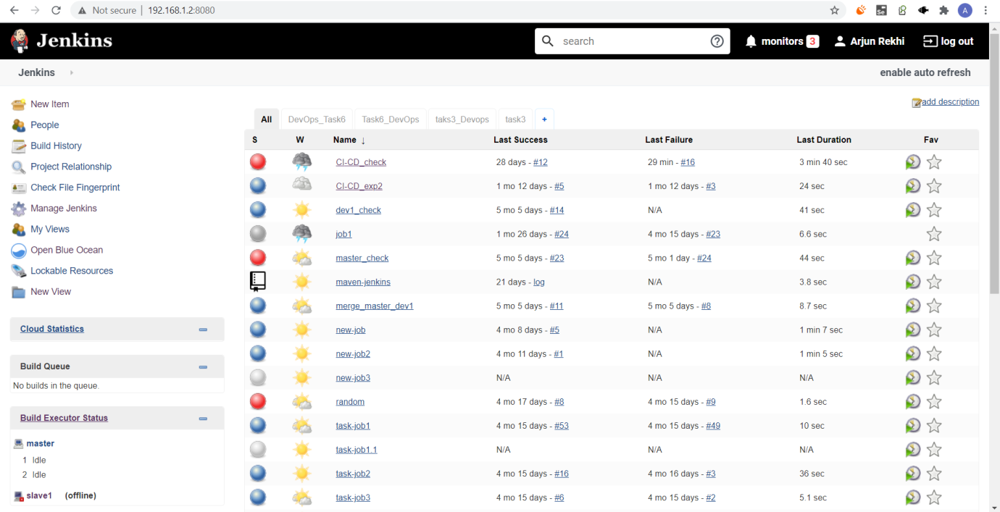 Not secure | 192.168.1.2:8080
A
Jenkins
search
monitors 3
Arjun Rekhi
log out
Jenkins
enable auto refresh
New Item
People
Build History
Project Relationship
Check File Fingerprint
Manage Jenkins
My Views
Open Blue Ocean
Lockable Resources
New View
Cloud Statistics
Build Queue
No builds in the queue.
Build Executor Status
master
1 Idle
2 Idle
slave1 (offline)
add description
All DevOps_Task6 Task6_DevOps taks3_Devops task3 +
S W Name ↓ Last Success Last Failure Last Duration Fav
CI-CD_check 28 days - #12 29 min - #16 3 min 40 sec
CI-CD_exp2 1 mo 12 days - #5 1 mo 12 days - #3 24 sec
dev1_check 5 mo 5 days - #14 N/A 41 sec
job1 1 mo 26 days - #24 4 mo 15 days - #23 6.6 sec
master_check 5 mo 5 days - #23 5 mo 1 day - #24 44 sec
maven-jenkins 21 days - log N/A 3.8 sec
merge_master_dev1 5 mo 5 days - #11 5 mo 5 days - #8 8.7 sec
new-job 4 mo 8 days - #5 N/A 1 min 7 sec
new-job2 4 mo 11 days - #1 N/A 1 min 5 sec
new-job3 N/A N/A N/A
random 4 mo 17 days - #8 4 mo 15 days - #9 1.6 sec
task-job1 4 mo 15 days - #53 4 mo 15 days - #49 10 sec
task-job1.1 N/A N/A N/A
task-job2 4 mo 15 days - #16 4 mo 16 days - #3 36 sec
task-job3 4 mo 15 days - #6 4 mo 15 days - #2 5.1 sec